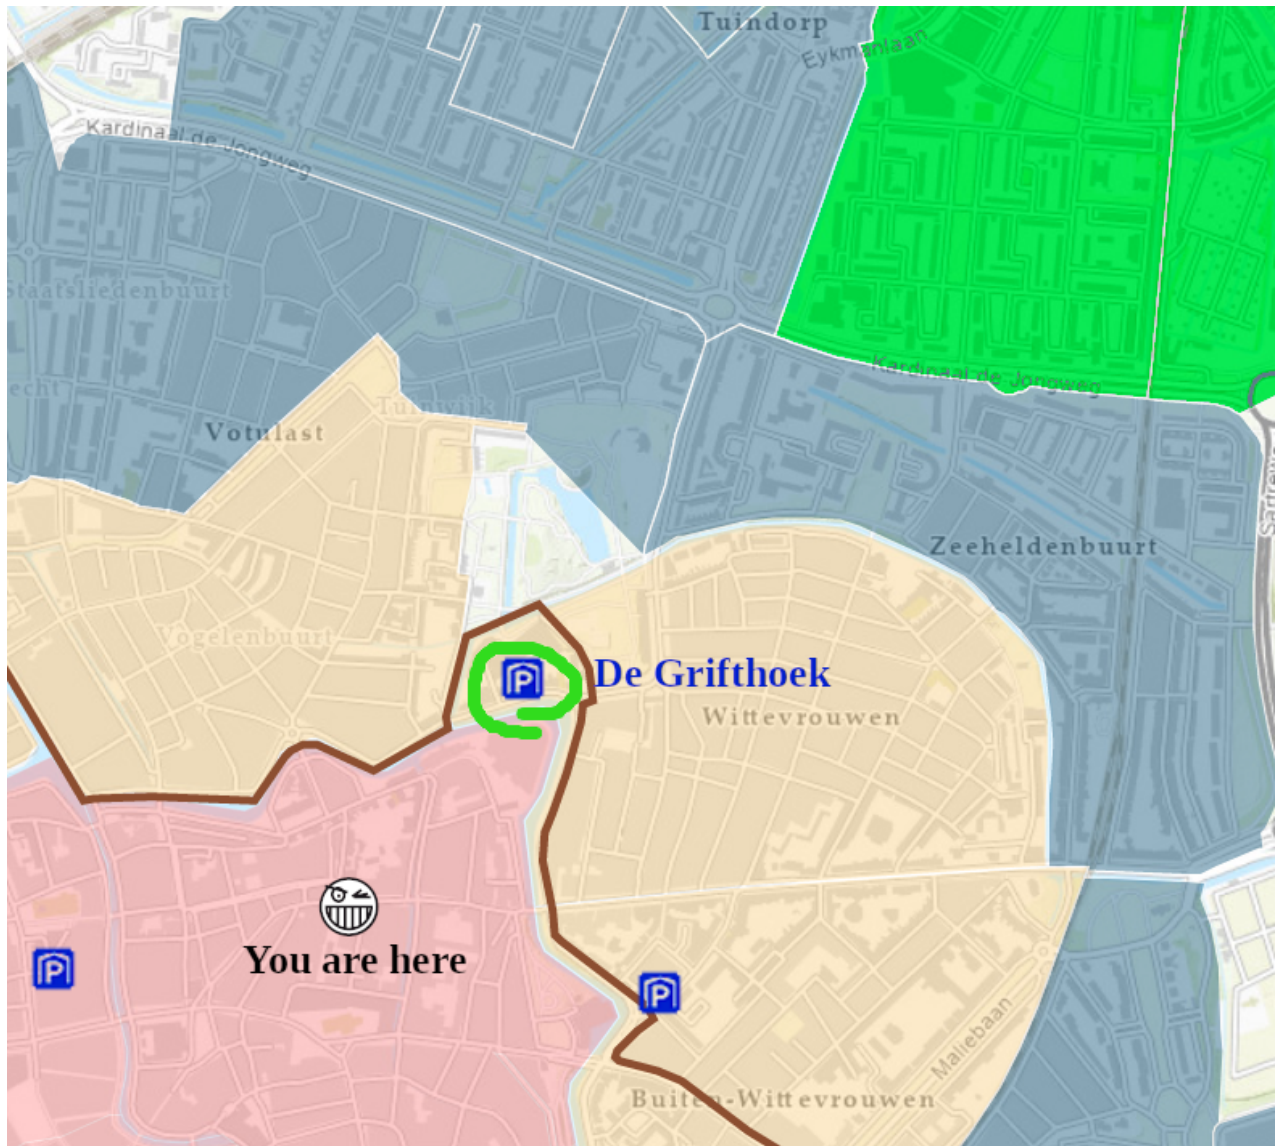 Tuindorp
Eykmanlaan
Kardinaal de Jongweg
Staatsliedenbuurt
Kardinaal de Jongweg
echt
Tuinwijk
Votulast
Zeeheldenbuurt
Vogelenbuurt
P
De Grifthoek
Wittevrouwen
You are here
P
P
Maliebaan
Buiten-Wittevrouwen